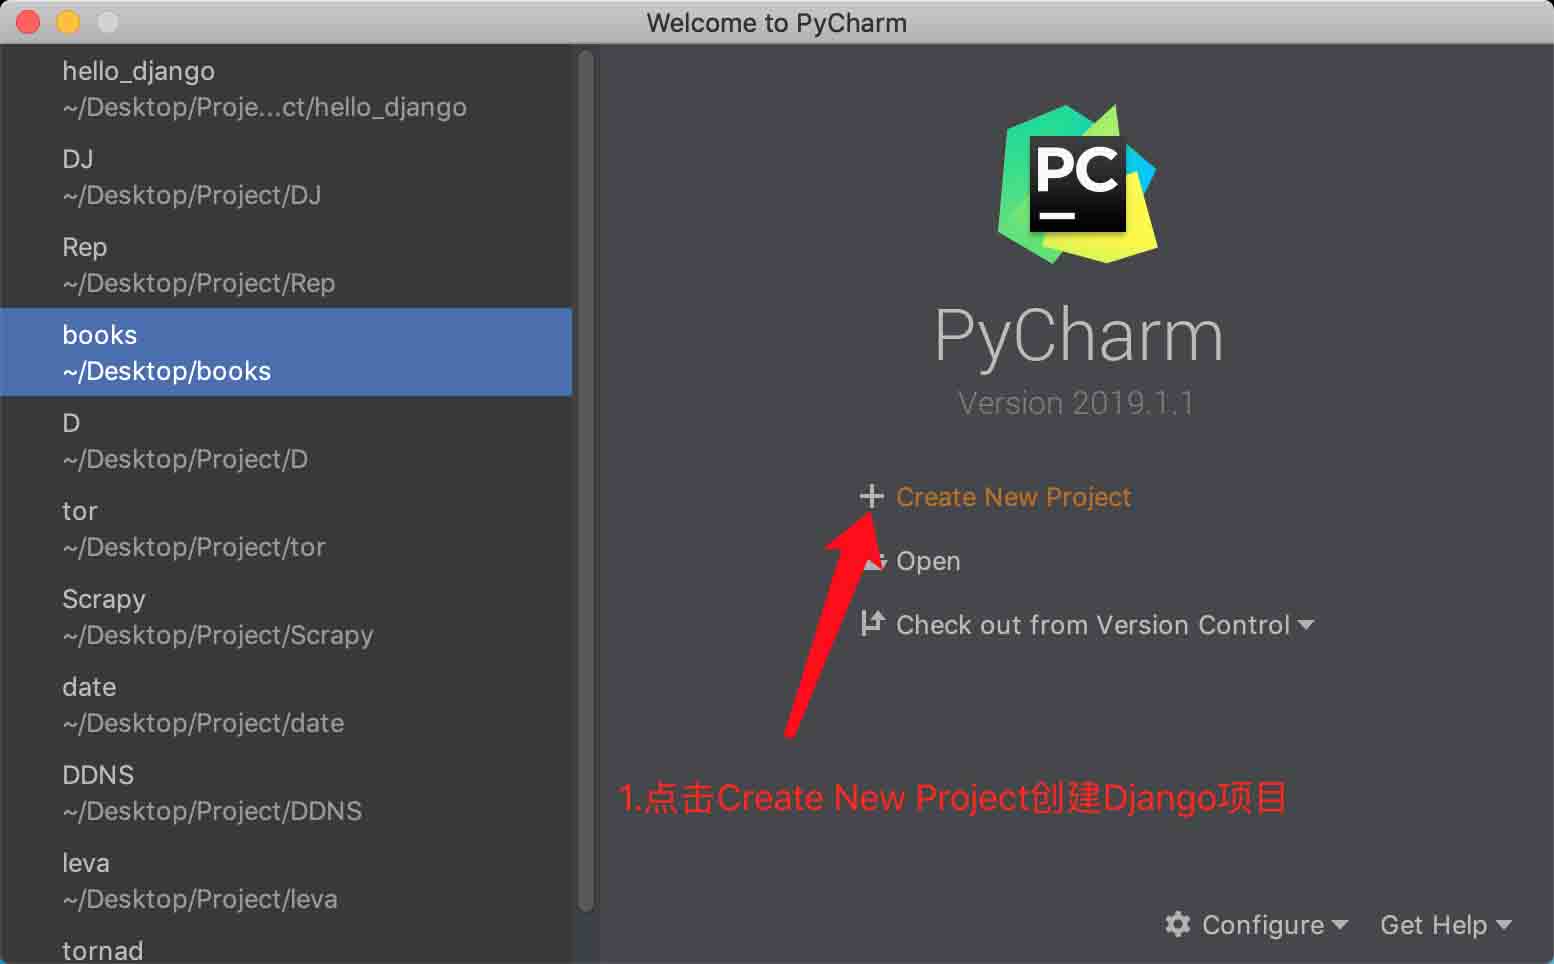 Welcome to PyCharm
hello_django
~/Desktop/Proje...ct/hello_django
DJ
~/Desktop/Project/DJ
Rep
~/Desktop/Project/Rep
books
~/Desktop/books
D
~/Desktop/Project/D
tor
~/Desktop/Project/tor
Scrapy
~/Desktop/Project/Scrapy
date
~/Desktop/Project/date
DDNS
~/Desktop/Project/DDNS
leva
~/Desktop/Project/leva
tornad
PC
PyCharm
Version 2019.1.1
Create New Project
Open
Check out from Version Control
1.点击Create New Project创建Django项目
Configure
Get Help